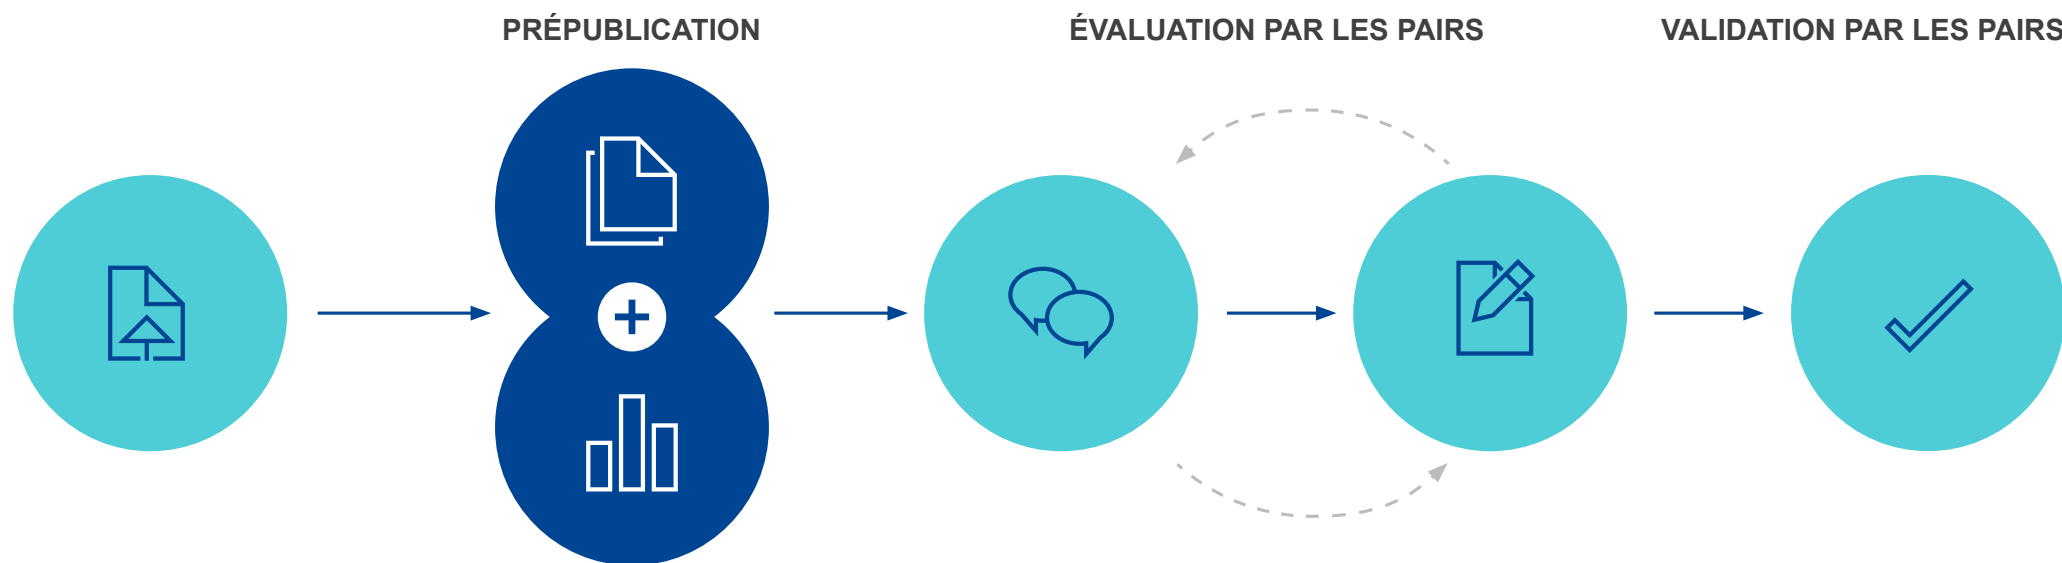 PRÉPUBLICATION
ÉVALUATION PAR LES PAIRS
VALIDATION PAR LES PAIRS